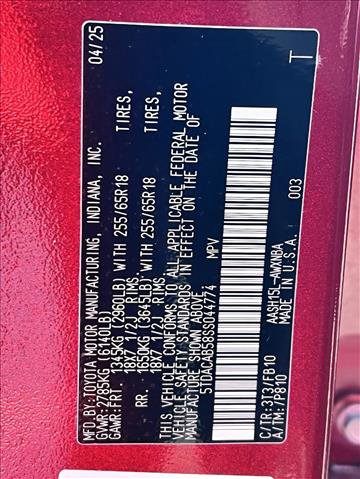 MFD.BY:TOYOTA MOTOR MANUFACTURING, INDIANA, INC. 04/25
GVWR:2785KG (6140LB)
GAWR:FRT. 1345KG (2960LB) WITH 255/65R18 TIRES,
18X7 1/2J RIMS
RR. 1650KG (3645LB) WITH 255/65R18 TIRES,
18X7 1/2J RIMS.
THIS VEHICLE CONFORMS TO ALL APPLICABLE FEDERAL MOTOR
VEHICLE SAFETY STANDARDS IN EFFECT ON THE DATE OF
MANUFACTURE SHOWN ABOVE.
5TDACAB58SS044774 MPV
003
AASH15L-AWXNBA
C/TR:3T2/FB10 MADE IN U.S.A. T
A/TM:7P810